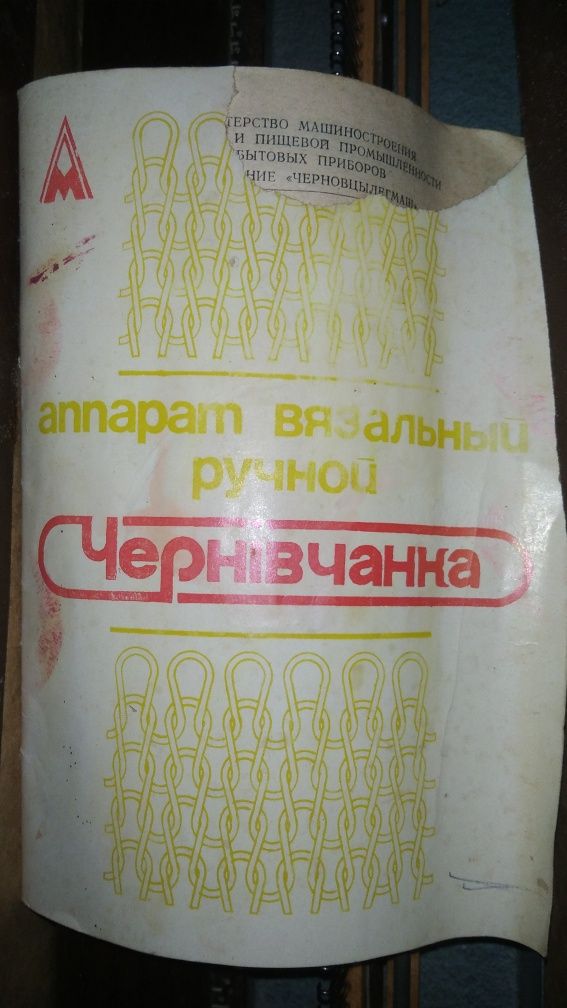 ТЕРСТВО МАШИНОСТРОЕНИЯ
И ПИЩЕВОЙ ПРОМЫШЛЕННОСТИ
БЫТОВЫХ ПРИБОРОВ
НИЕ «ЧЕРНОВЦЫЛЕГМАШ»
аппарат вязальный
ручной
Чернівчанка